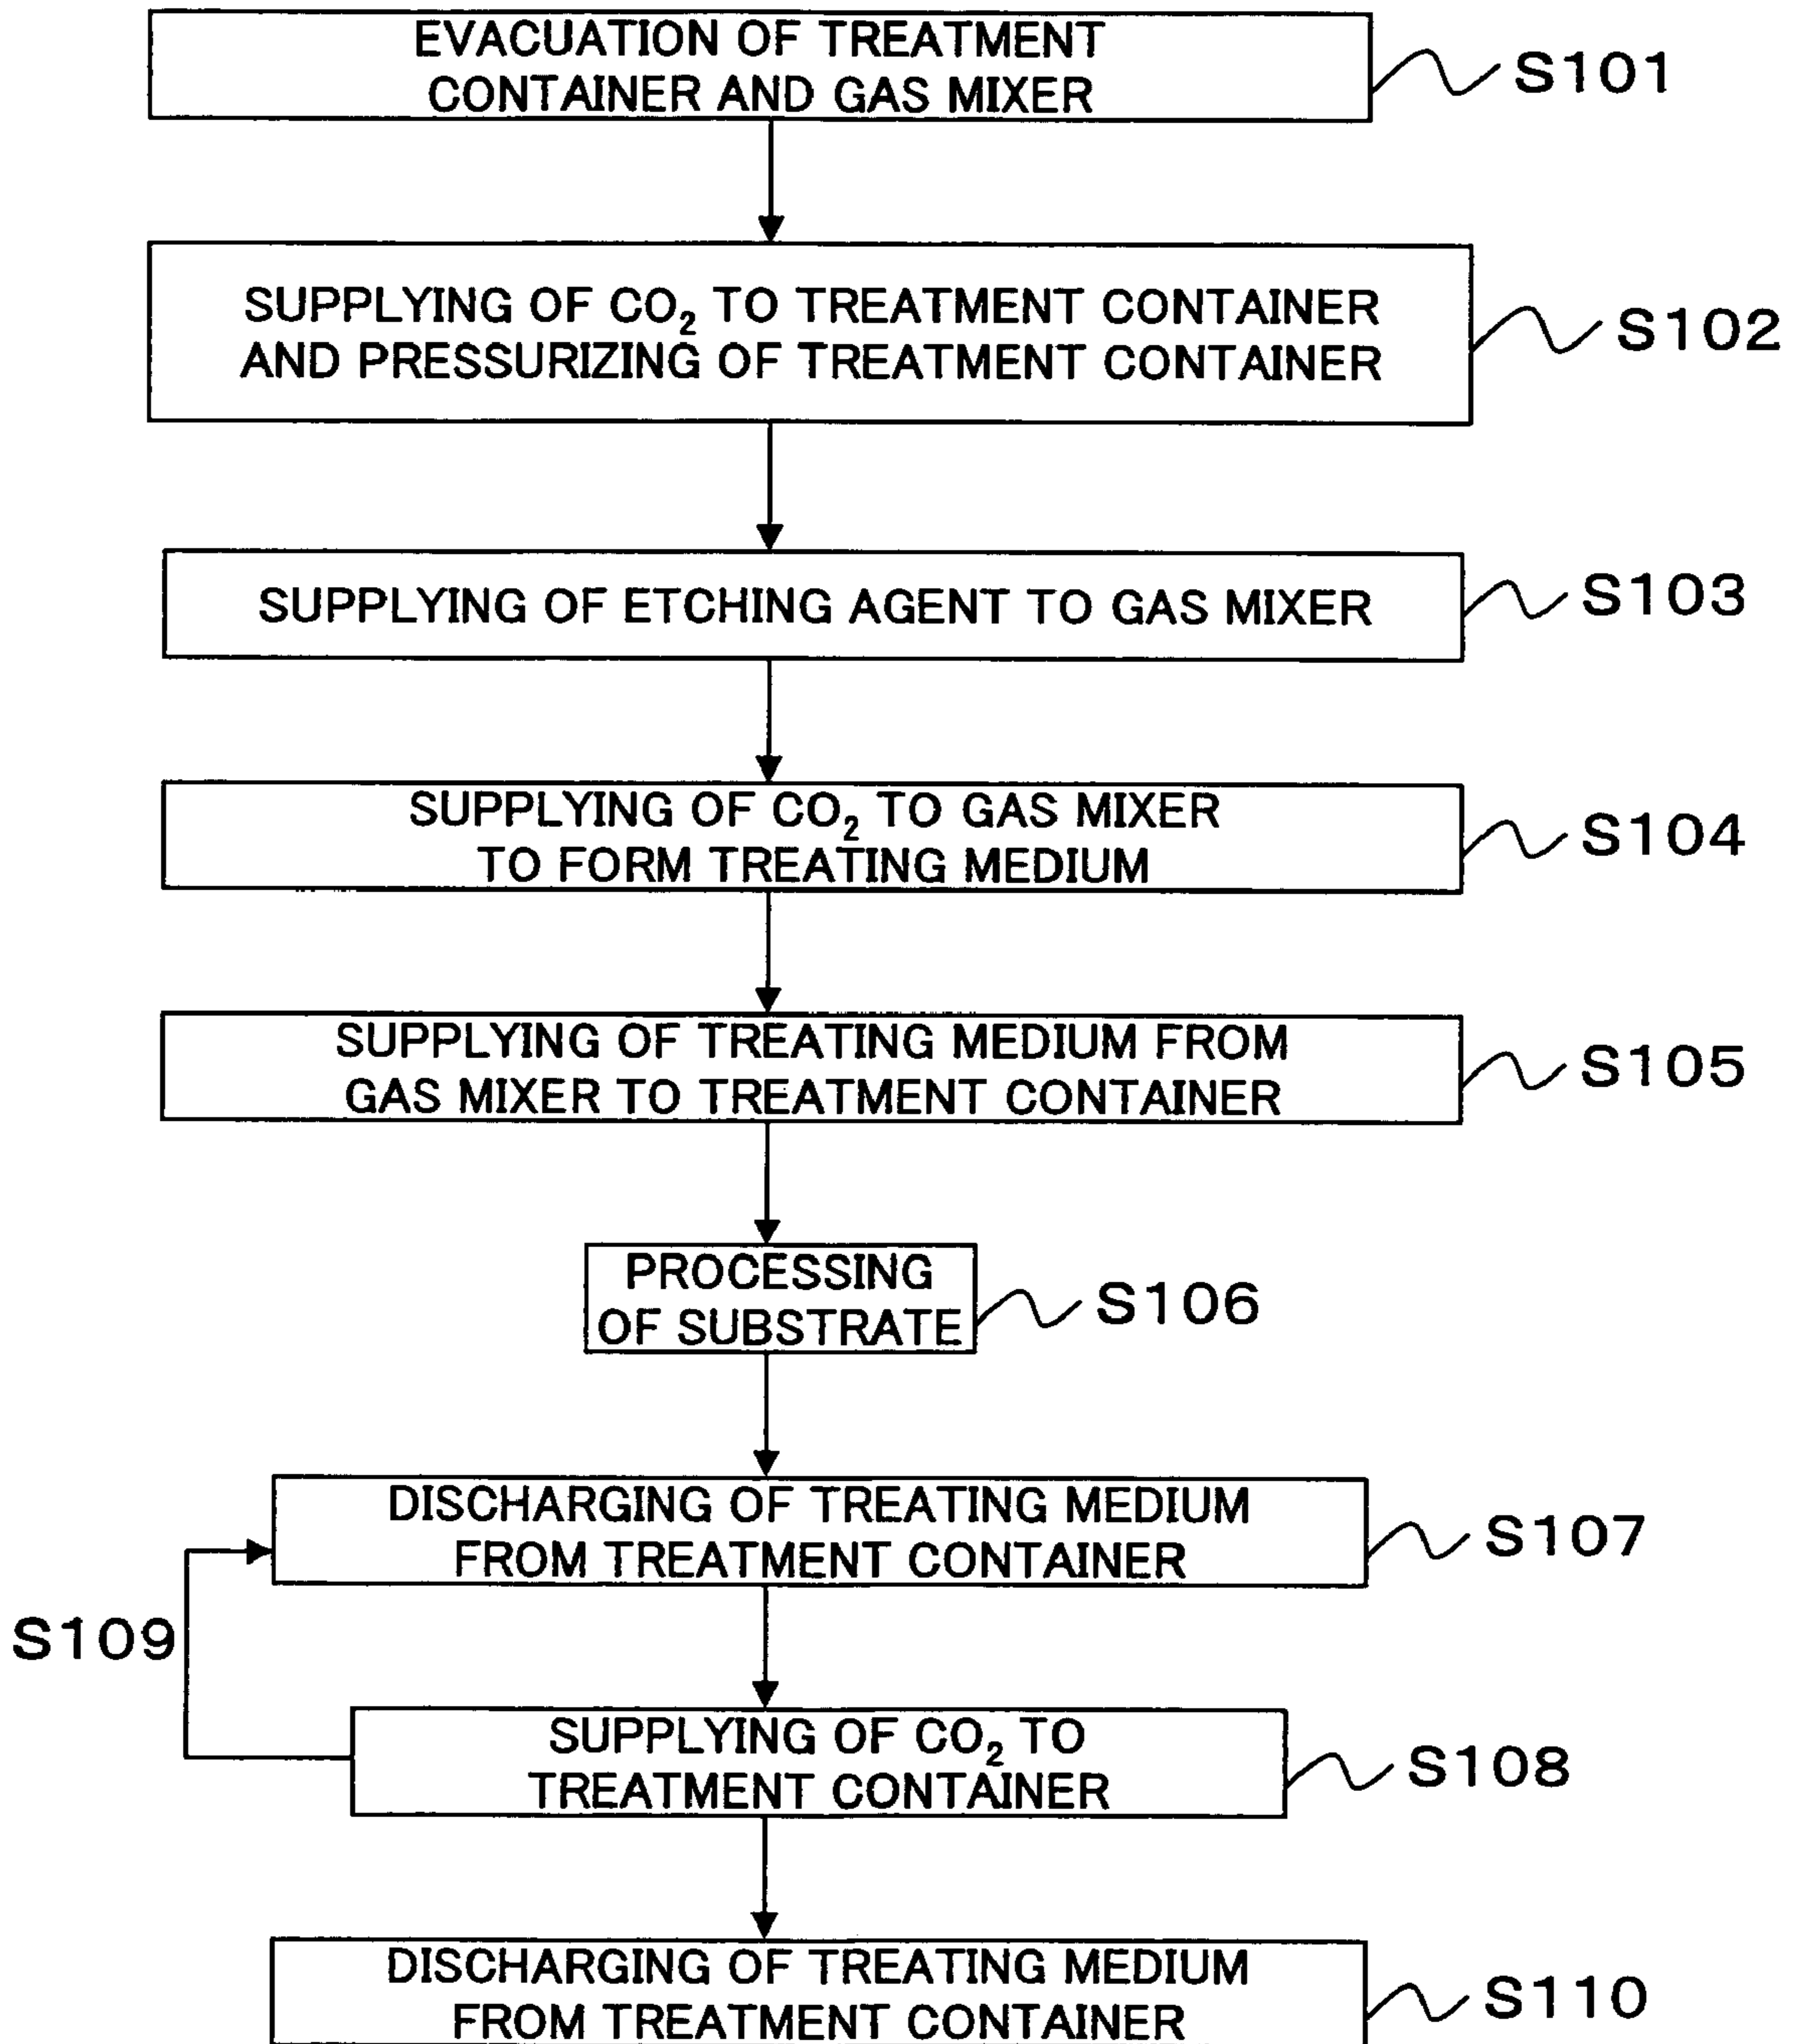 EVACUATION OF TREATMENT
CONTAINER AND GAS MIXER
S101
SUPPLYING OF CO₂ TO TREATMENT CONTAINER
AND PRESSURIZING OF TREATMENT CONTAINER
S102
SUPPLYING OF ETCHING AGENT TO GAS MIXER
S103
SUPPLYING OF CO₂ TO GAS MIXER
TO FORM TREATING MEDIUM
S104
SUPPLYING OF TREATING MEDIUM FROM
GAS MIXER TO TREATMENT CONTAINER
S105
PROCESSING
OF SUBSTRATE
S106
DISCHARGING OF TREATING MEDIUM
FROM TREATMENT CONTAINER
S107
S109
SUPPLYING OF CO₂ TO
TREATMENT CONTAINER
S108
DISCHARGING OF TREATING MEDIUM
FROM TREATMENT CONTAINER
S110